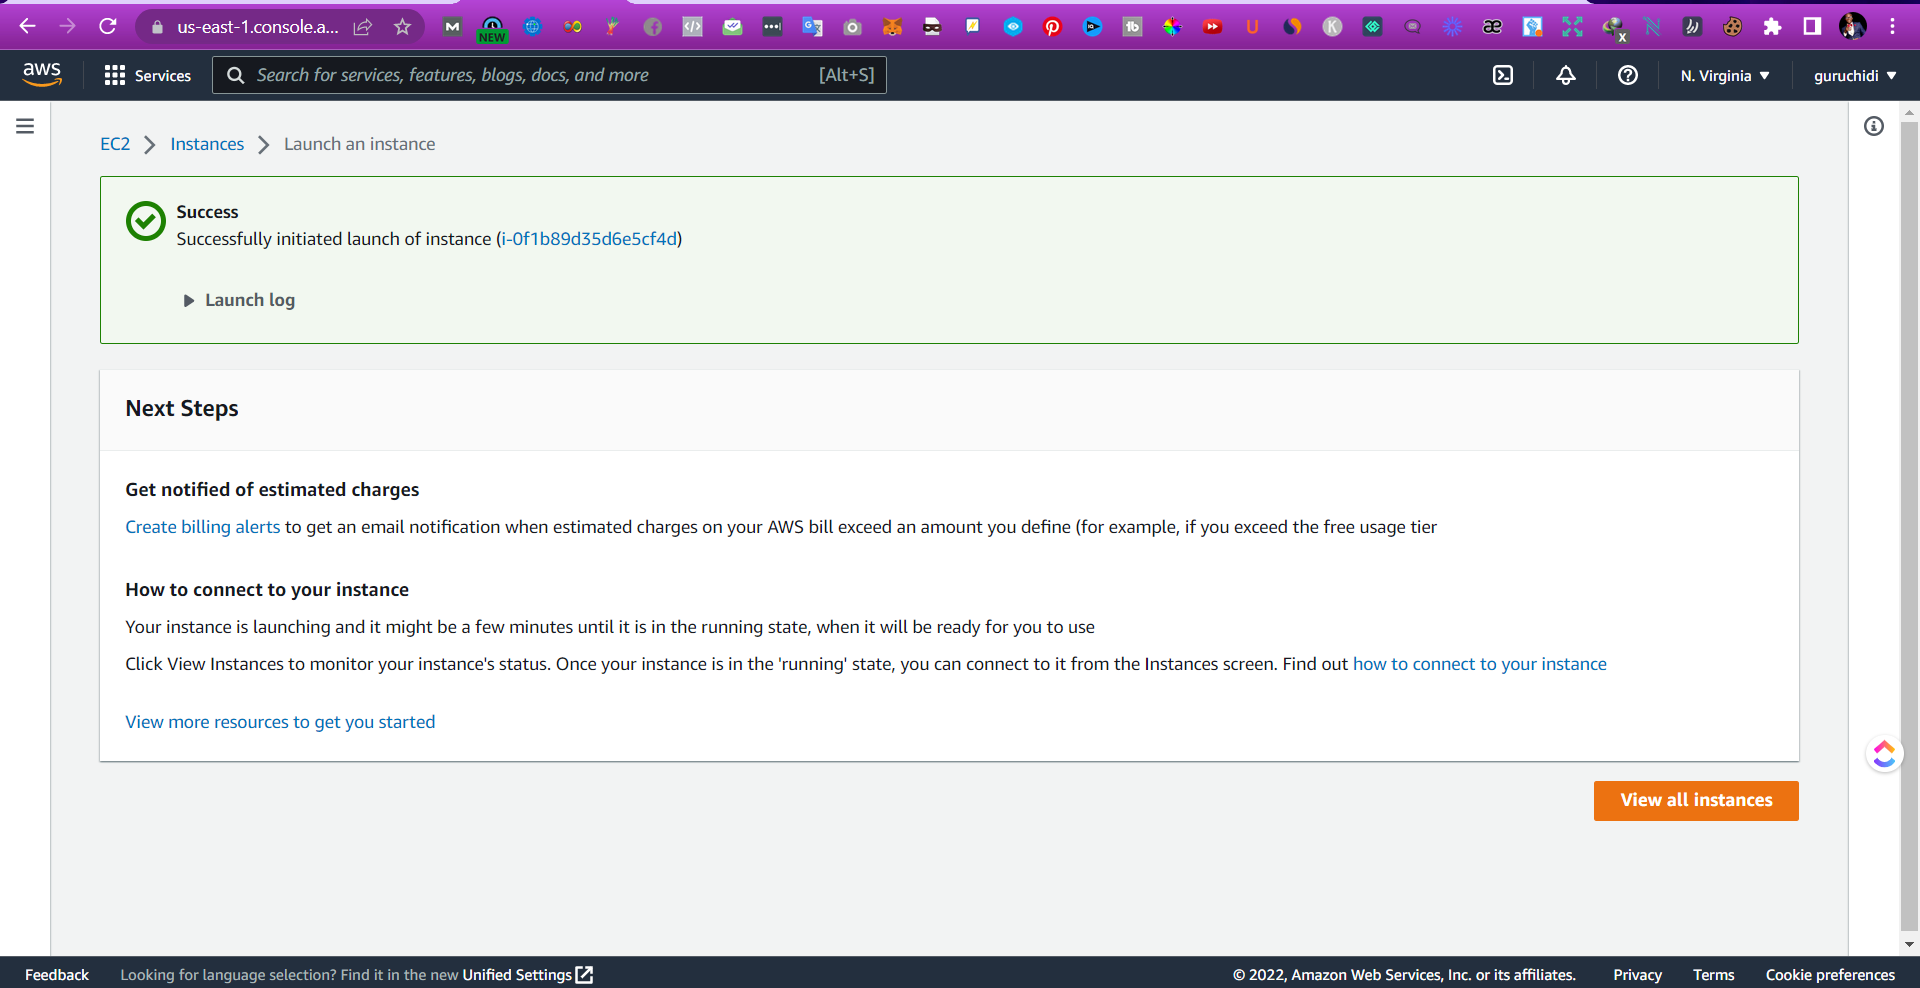 us-east-1.console.a...
NEW
x
aws
Services
Search for services, features, blogs, docs, and more
[Alt+S]
N. Virginia
guruchidi
EC2
Instances
Launch an instance
Success
Successfully initiated launch of instance (i-0f1b89d35d6e5cf4d)
Launch log
Next Steps
Get notified of estimated charges
Create billing alerts to get an email notification when estimated charges on your AWS bill exceed an amount you define (for example, if you exceed the free usage tier
How to connect to your instance
Your instance is launching and it might be a few minutes until it is in the running state, when it will be ready for you to use
Click View Instances to monitor your instance's status. Once your instance is in the 'running' state, you can connect to it from the Instances screen. Find out how to connect to your instance
View more resources to get you started
View all instances
Feedback
Looking for language selection? Find it in the new Unified Settings
© 2022, Amazon Web Services, Inc. or its affiliates.
Privacy
Terms
Cookie preferences